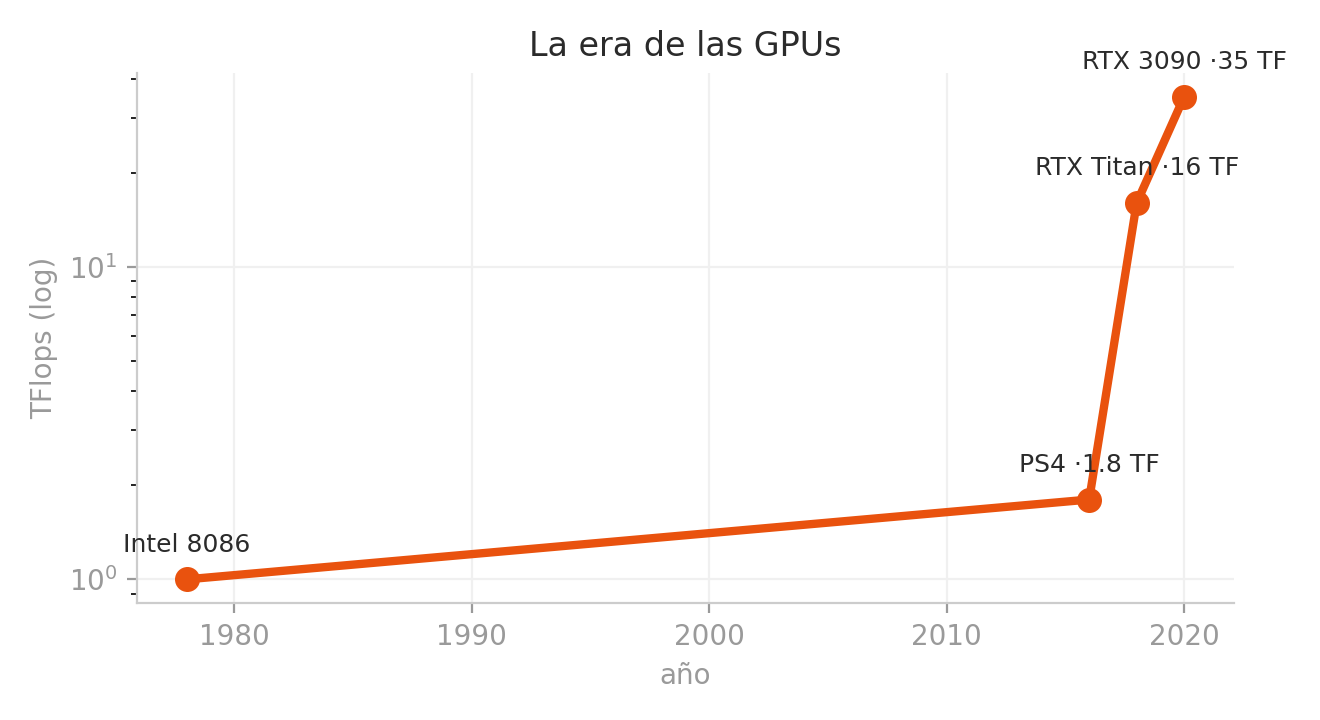 La era de las GPUs
RTX 3090 ·35 TF
RTX Titan ·16 TF
PS4 ·1.8 TF
Intel 8086
TFlops (log)
10¹
10⁰
1980 1990 2000 2010 2020
año